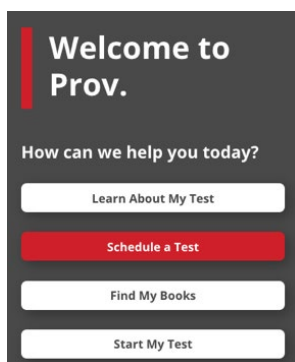 Welcome to
Prov.
How can we help you today?
Learn About My Test
Schedule a Test
Find My Books
Start My Test